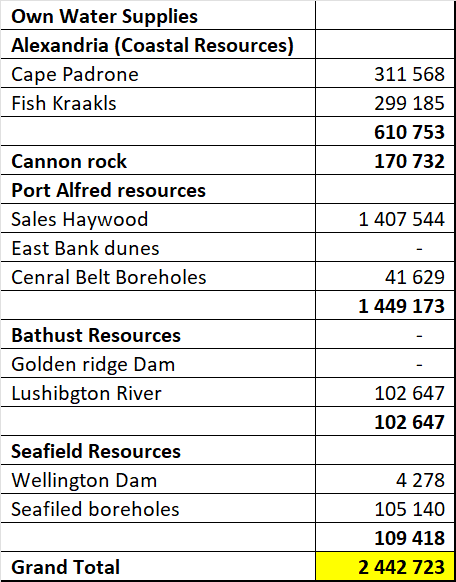 Own Water Supplies
Alexandria (Coastal Resources)
Cape Padrone 311 568
Fish Kraakls 299 185
610 753
Cannon rock 170 732
Port Alfred resources
Sales Haywood 1 407 544
East Bank dunes -
Cenral Belt Boreholes 41 629
1 449 173
Bathust Resources -
Golden ridge Dam -
Lushibgton River 102 647
102 647
Seafield Resources
Wellington Dam 4 278
Seafiled boreholes 105 140
109 418
Grand Total 2 442 723